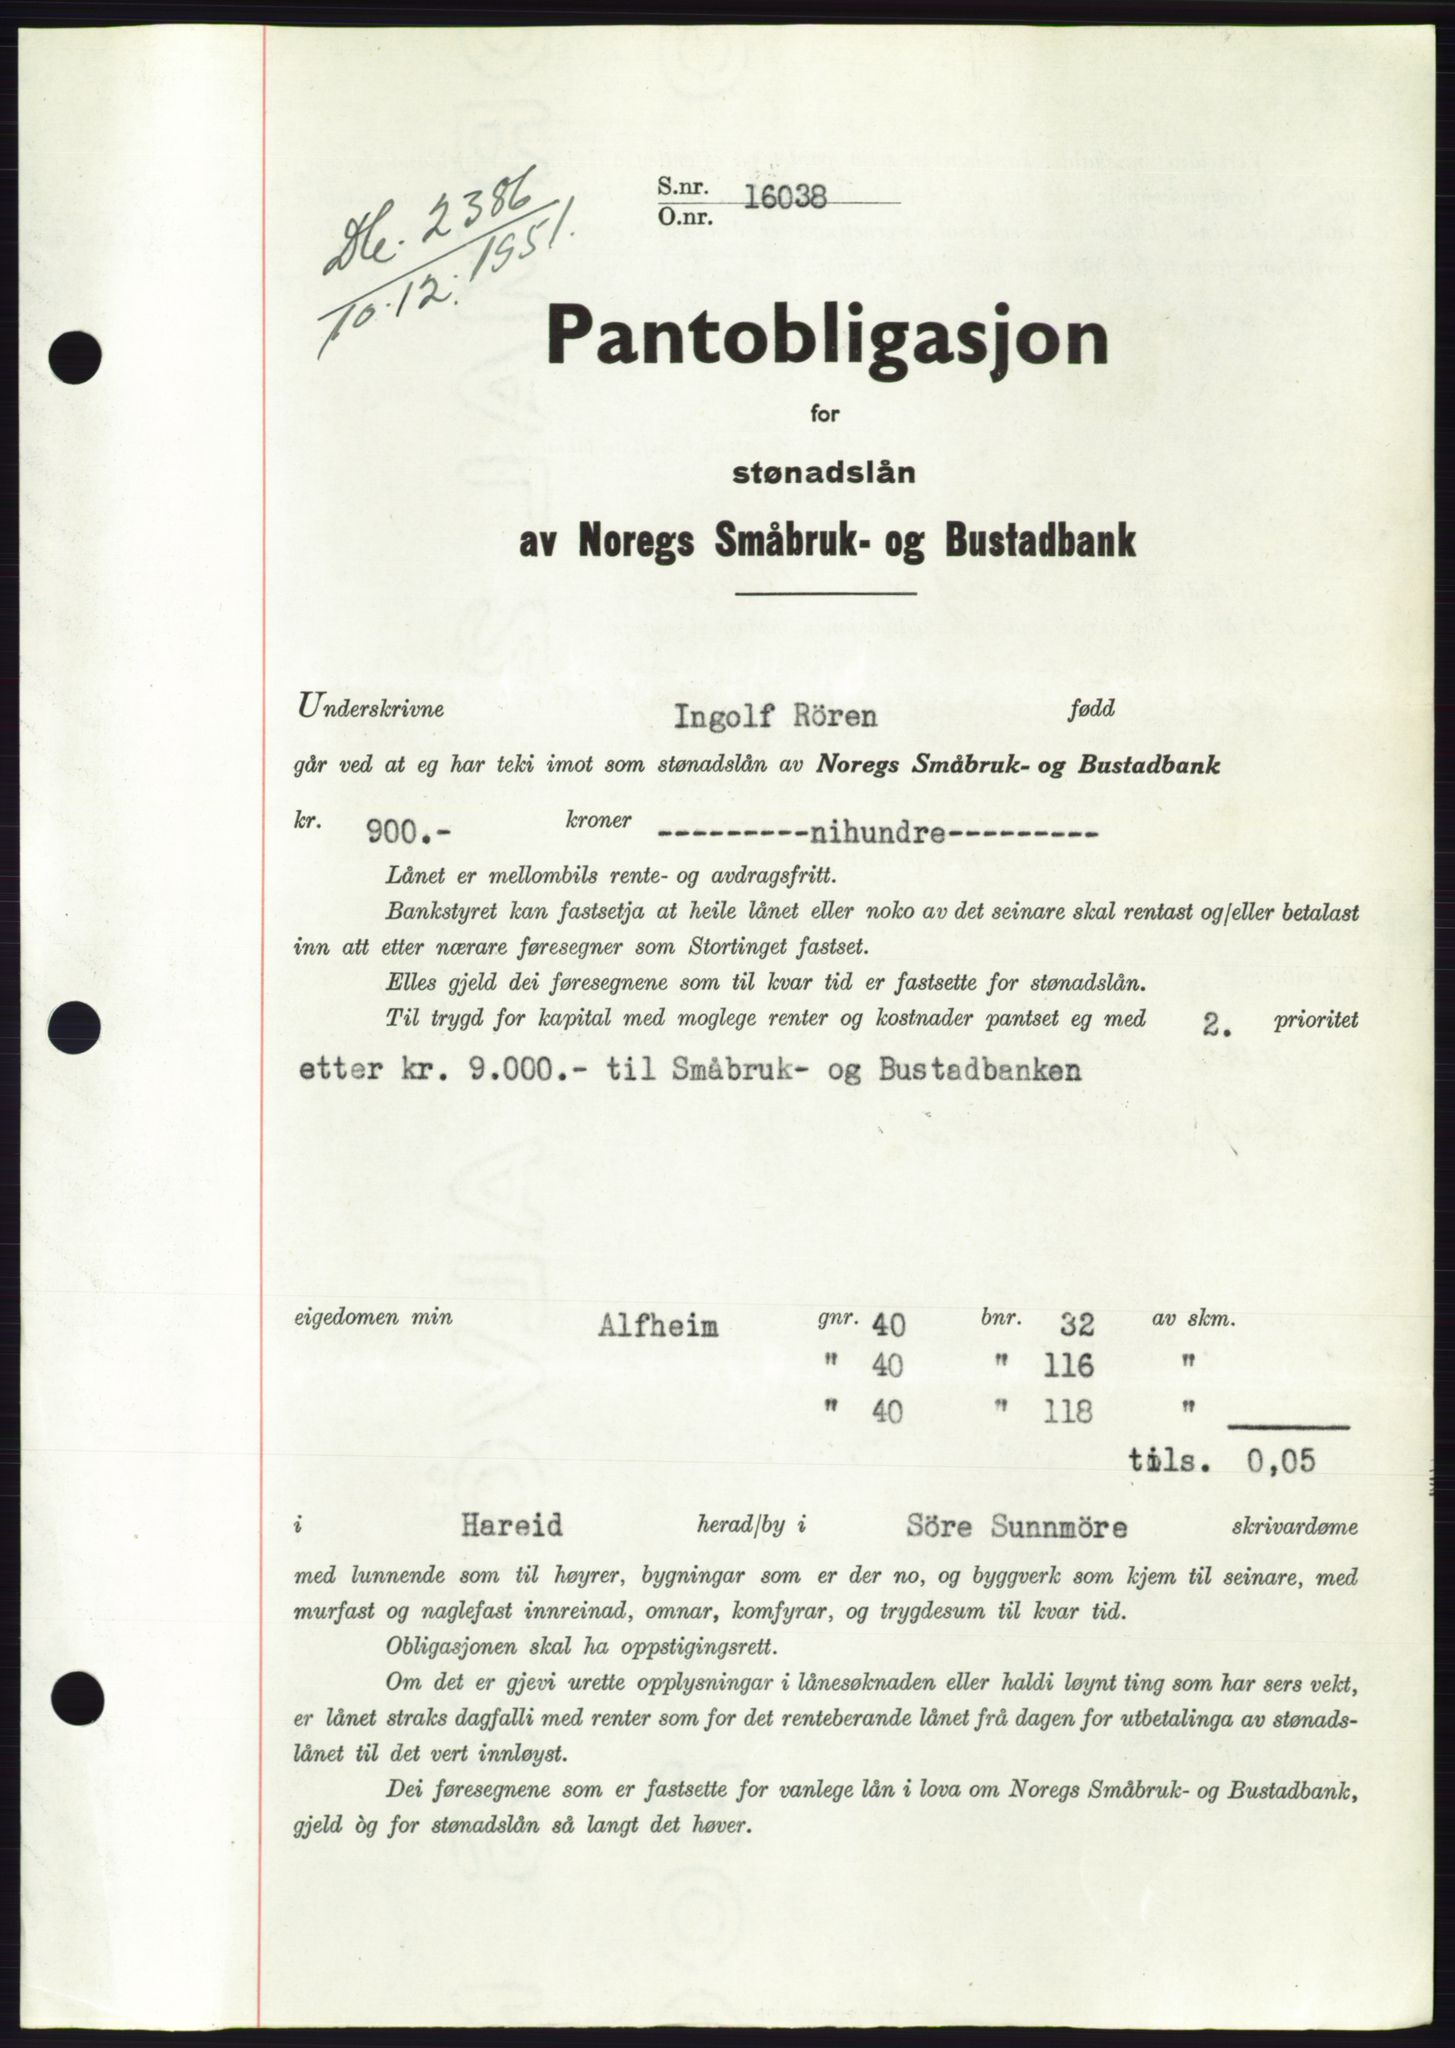 Dle. 2386
10.12.1951.
S.nr. 16038
O.nr.
Pantobligasjon
for
stønadslån
av Noregs Småbruk- og Bustadbank
Underskrivne Ingolf Rören fødd
går ved at eg har teki imot som stønadslån av Noregs Småbruk- og Bustadbank
kr. 900.- kroner ---------nihundre---------
Lånet er mellombils rente- og avdragsfritt.
Bankstyret kan fastsetja at heile lånet eller noko av det seinare skal rentast og/eller betalast
inn att etter nærare føresegner som Stortinget fastset.
Elles gjeld dei føresegnene som til kvar tid er fastsette for stønadslån.
Til trygd for kapital med moglege renter og kostnader pantset eg med 2. prioritet
etter kr. 9.000.- til Småbruk- og Bustadbanken
eigedomen min Alfheim gnr. 40 bnr. 32 av skm.
" 40 " 116 "
" 40 " 118 "
tils. 0,05
i Hareid herad/by i Söre Sunnmöre skrivardøme
med lunnende som til høyrer, bygningar som er der no, og byggverk som kjem til seinare, med
murfast og naglefast innreinad, omnar, komfyrar, og trygdesum til kvar tid.
Obligasjonen skal ha oppstigingsrett.
Om det er gjevi urette opplysningar i lånesøknaden eller haldi løynt ting som har sers vekt,
er lånet straks dagfalli med renter som for det renteberande lånet frå dagen for utbetalinga av stønads-
lånet til det vert innløyst.
Dei føresegnene som er fastsette for vanlege lån i lova om Noregs Småbruk- og Bustadbank,
gjeld òg for stønadslån så langt det høver.